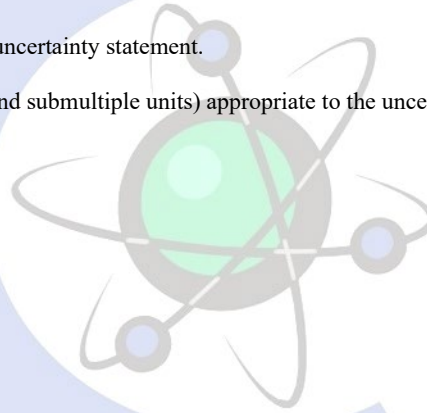 uncertainty statement.
nd submultiple units) appropriate to the unce